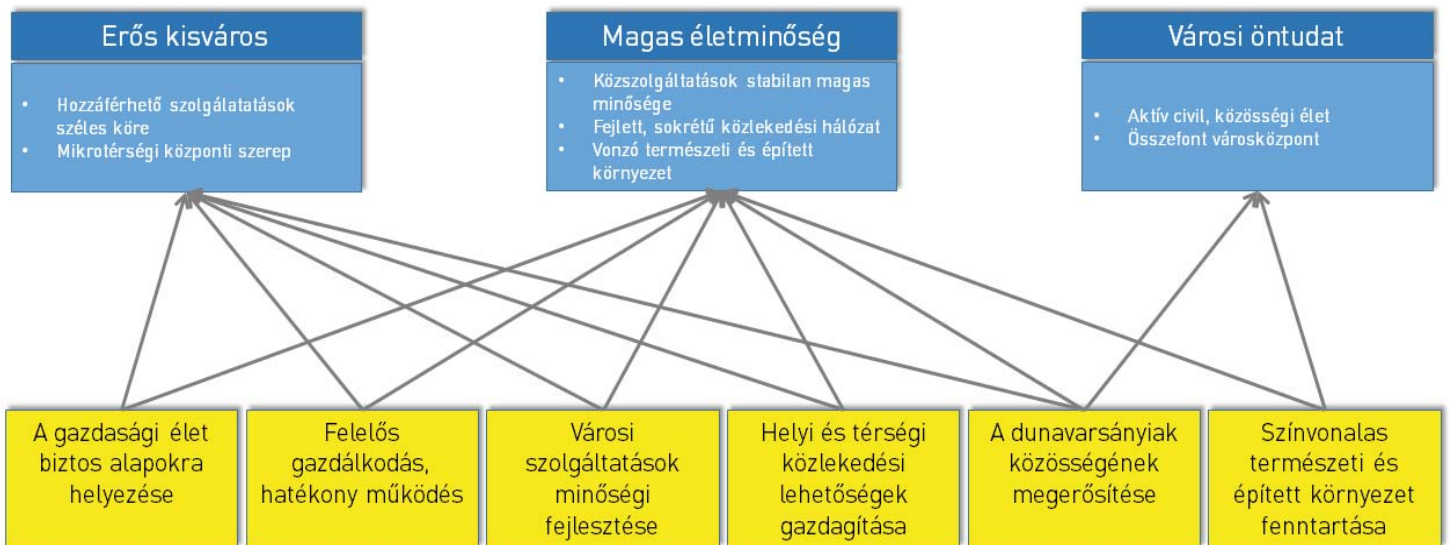 Erős kisváros
• Hozzáférhető szolgálatatások
széles köre
• Mikrotérségi központi szerep
Magas életminőség
• Közszolgáltatások stabilan magas
minősége
• Fejlett, sokrétű közlekedési hálózat
• Vonzó természeti és épített
környezet
Városi öntudat
• Aktív civil, közösségi élet
• Összefont városközpont
A gazdasági élet
biztos alapokra
helyezése
Felelős
gazdálkodás,
hatékony működés
Városi
szolgáltatások
minőségi
fejlesztése
Helyi és térségi
közlekedési
lehetőségek
gazdagítása
A dunavarsányiak
közösségének
megerősítése
Színvonalas
természeti és
épített környezet
fenntartása